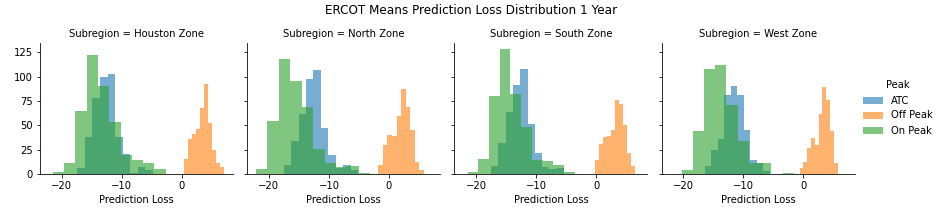 ERCOT Means Prediction Loss Distribution 1 Year
Subregion = Houston Zone
Subregion = North Zone
Subregion = South Zone
Subregion = West Zone
125
100
75
50
25
0
−20 −10 0
−20 −10 0
−20 −10 0
−20 −10 0
Prediction Loss
Prediction Loss
Prediction Loss
Prediction Loss
Peak
ATC
Off Peak
On Peak